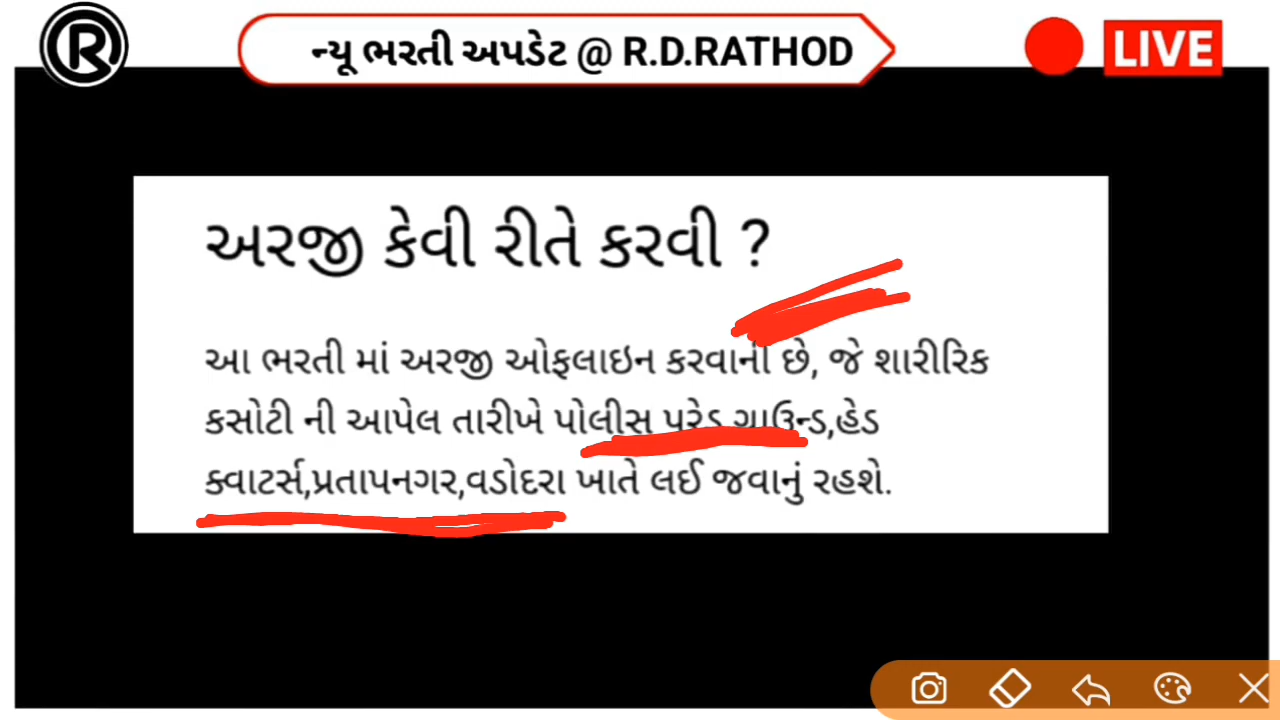 R
ન્યૂ ભરતી અપડેટ @ R.D.RATHOD
LIVE
અરજી કેવી રીતે કરવી ?
આ ભરતી માં અરજી ઓફલાઇન કરવાની છે, જે શારીરિક
કસોટી ની આપેલ તારીખે પોલીસ પરેડ ગ્રાઉન્ડ,હેડ
ક્વાટર્સ,પ્રતાપનગર,વડોદરા ખાતે લઈ જવાનું રહશે.